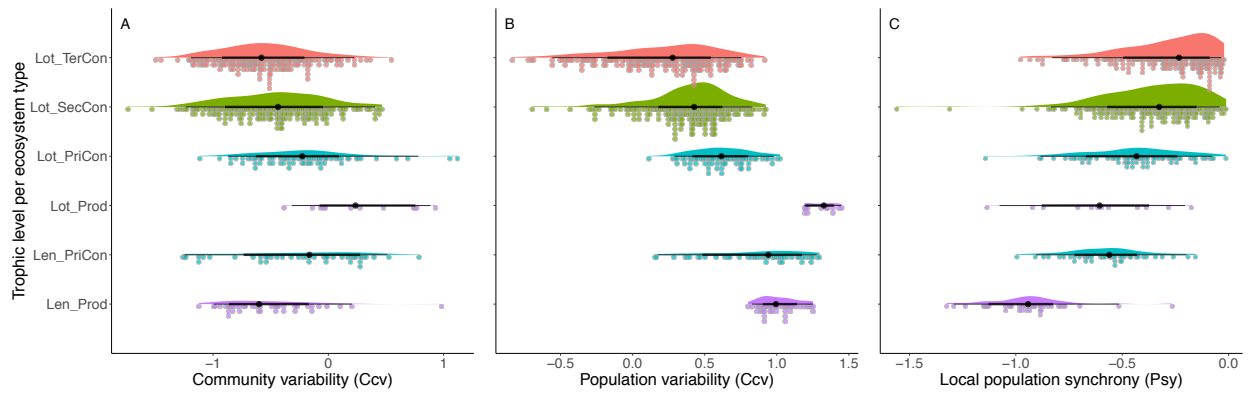 A
B
C
Trophic level per ecosystem type
Lot_TerCon
Lot_SecCon
Lot_PriCon
Lot_Prod
Len_PriCon
Len_Prod
−1 0 1
−0.5 0.0 0.5 1.0 1.5
−1.5 −1.0 −0.5 0.0
Community variability (Ccv)
Population variability (Ccv)
Local population synchrony (Psy)